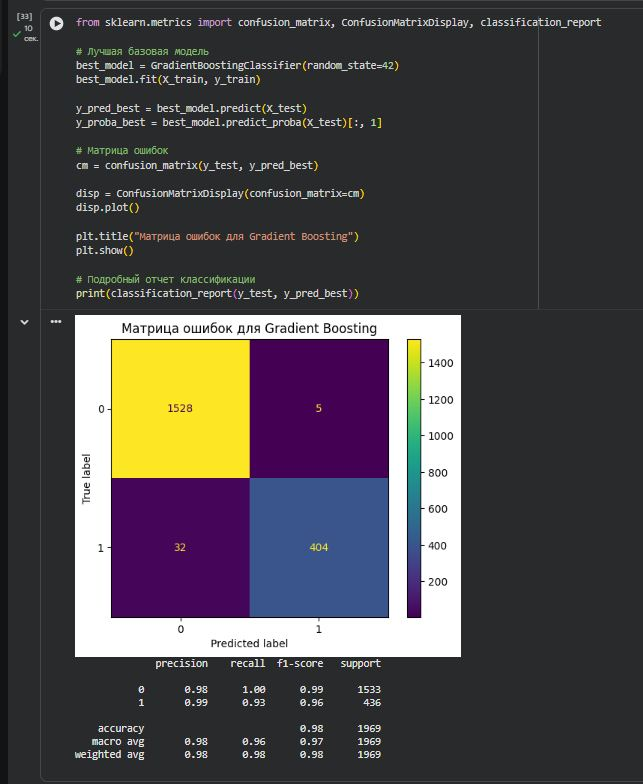 [33]
10
сек.
from sklearn.metrics import confusion_matrix, ConfusionMatrixDisplay, classification_report
# Лучшая базовая модель
best_model = GradientBoostingClassifier(random_state=42)
best_model.fit(X_train, y_train)
y_pred_best = best_model.predict(X_test)
y_proba_best = best_model.predict_proba(X_test)[:, 1]
# Матрица ошибок
cm = confusion_matrix(y_test, y_pred_best)
disp = ConfusionMatrixDisplay(confusion_matrix=cm)
disp.plot()
plt.title("Матрица ошибок для Gradient Boosting")
plt.show()
# Подробный отчет классификации
print(classification_report(y_test, y_pred_best))
Матрица ошибок для Gradient Boosting
1400
1200
1000
800
600
400
200
True label
0
1528
5
1
32
404
0
1
Predicted label
precision recall f1-score support
0 0.98 1.00 0.99 1533
1 0.99 0.93 0.96 436
accuracy 0.98 1969
macro avg 0.98 0.96 0.97 1969
weighted avg 0.98 0.98 0.98 1969